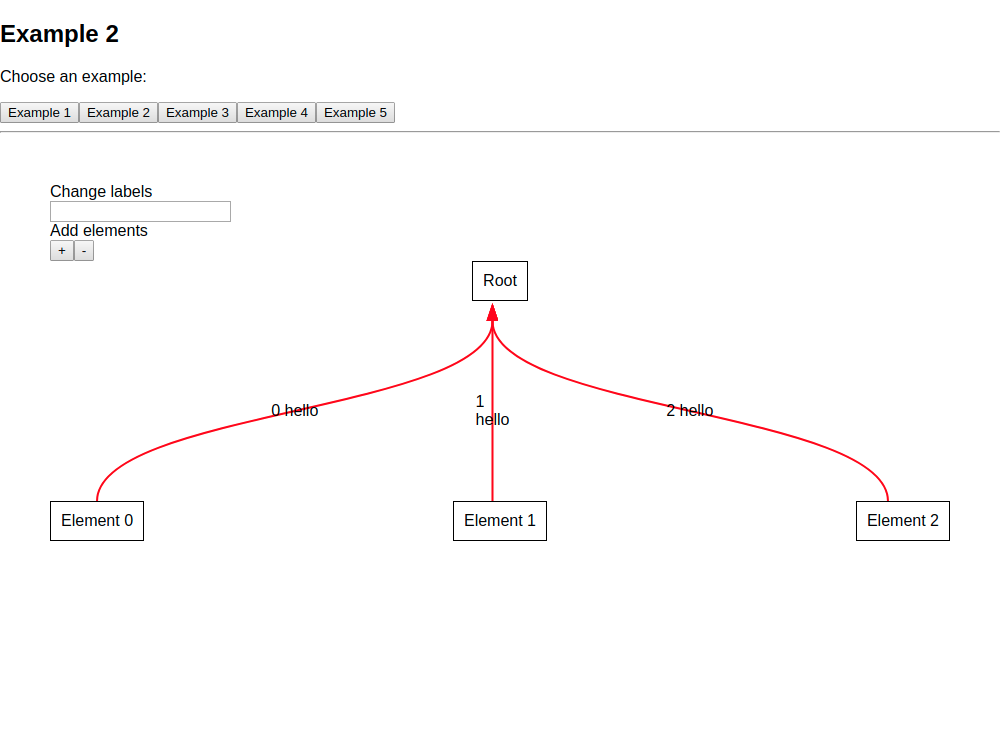 Example 2
Choose an example:
Example 1 Example 2 Example 3 Example 4 Example 5
Change labels
Add elements
+ -
Root
0 hello
1
hello
2 hello
Element 0 Element 1 Element 2